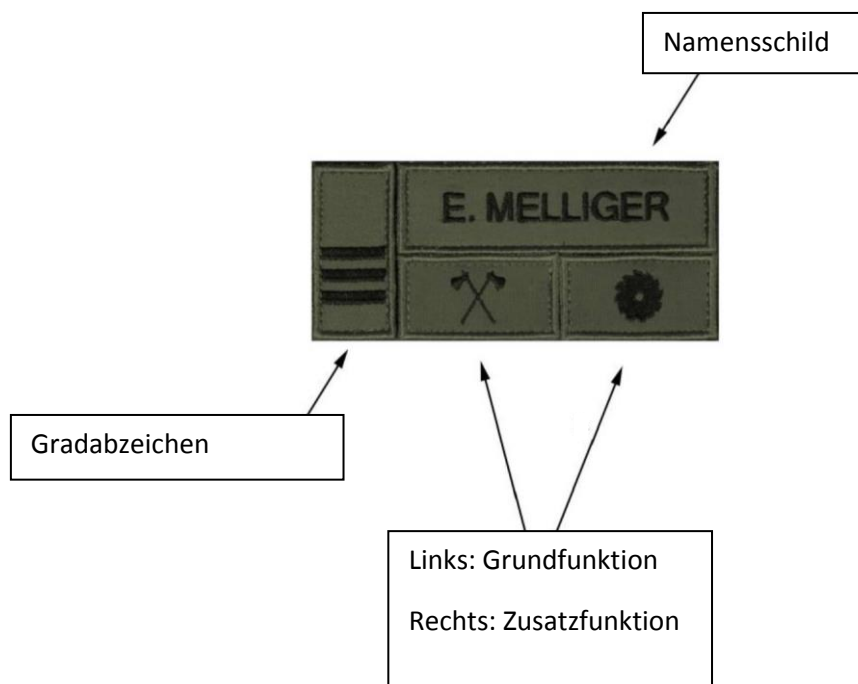 Namensschild
E. MELLIGER
Gradabzeichen
Links: Grundfunktion
Rechts: Zusatzfunktion